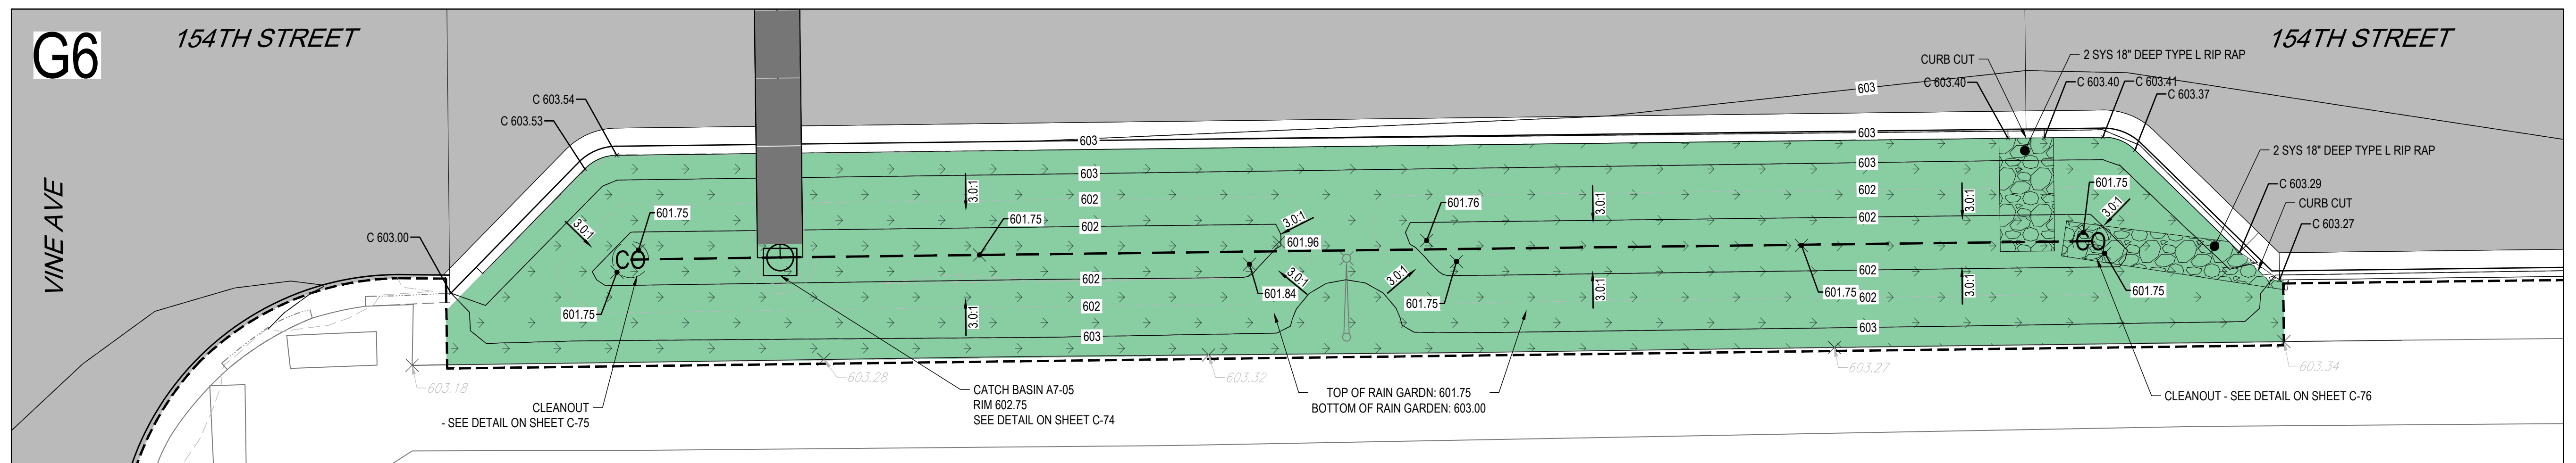 G6
154TH STREET
154TH STREET
VINE AVE
CURB CUT
2 SYS 18" DEEP TYPE L RIP RAP
C 603.40
C 603.40
C 603.41
C 603.37
603
C 603.54
C 603.53
603
603
2 SYS 18" DEEP TYPE L RIP RAP
603
603
C 603.29
CURB CUT
C 603.27
602
602
3.0:1
3.0:1
3.0:1
601.75
601.75
601.75
601.76
3.0:1
3.0:1
3.0:1
602
602
C 603.00
601.96
CO
CO
602
602
3.0:1
3.0:1
601.84
601.75
601.75
601.75
601.75
602
602
3.0:1
3.0:1
3.0:1
603
603
603.18
603.28
603.32
603.27
603.34
CLEANOUT
- SEE DETAIL ON SHEET C-75
CATCH BASIN A7-05
RIM 602.75
SEE DETAIL ON SHEET C-74
TOP OF RAIN GARDN: 601.75
BOTTOM OF RAIN GARDEN: 603.00
CLEANOUT - SEE DETAIL ON SHEET C-76